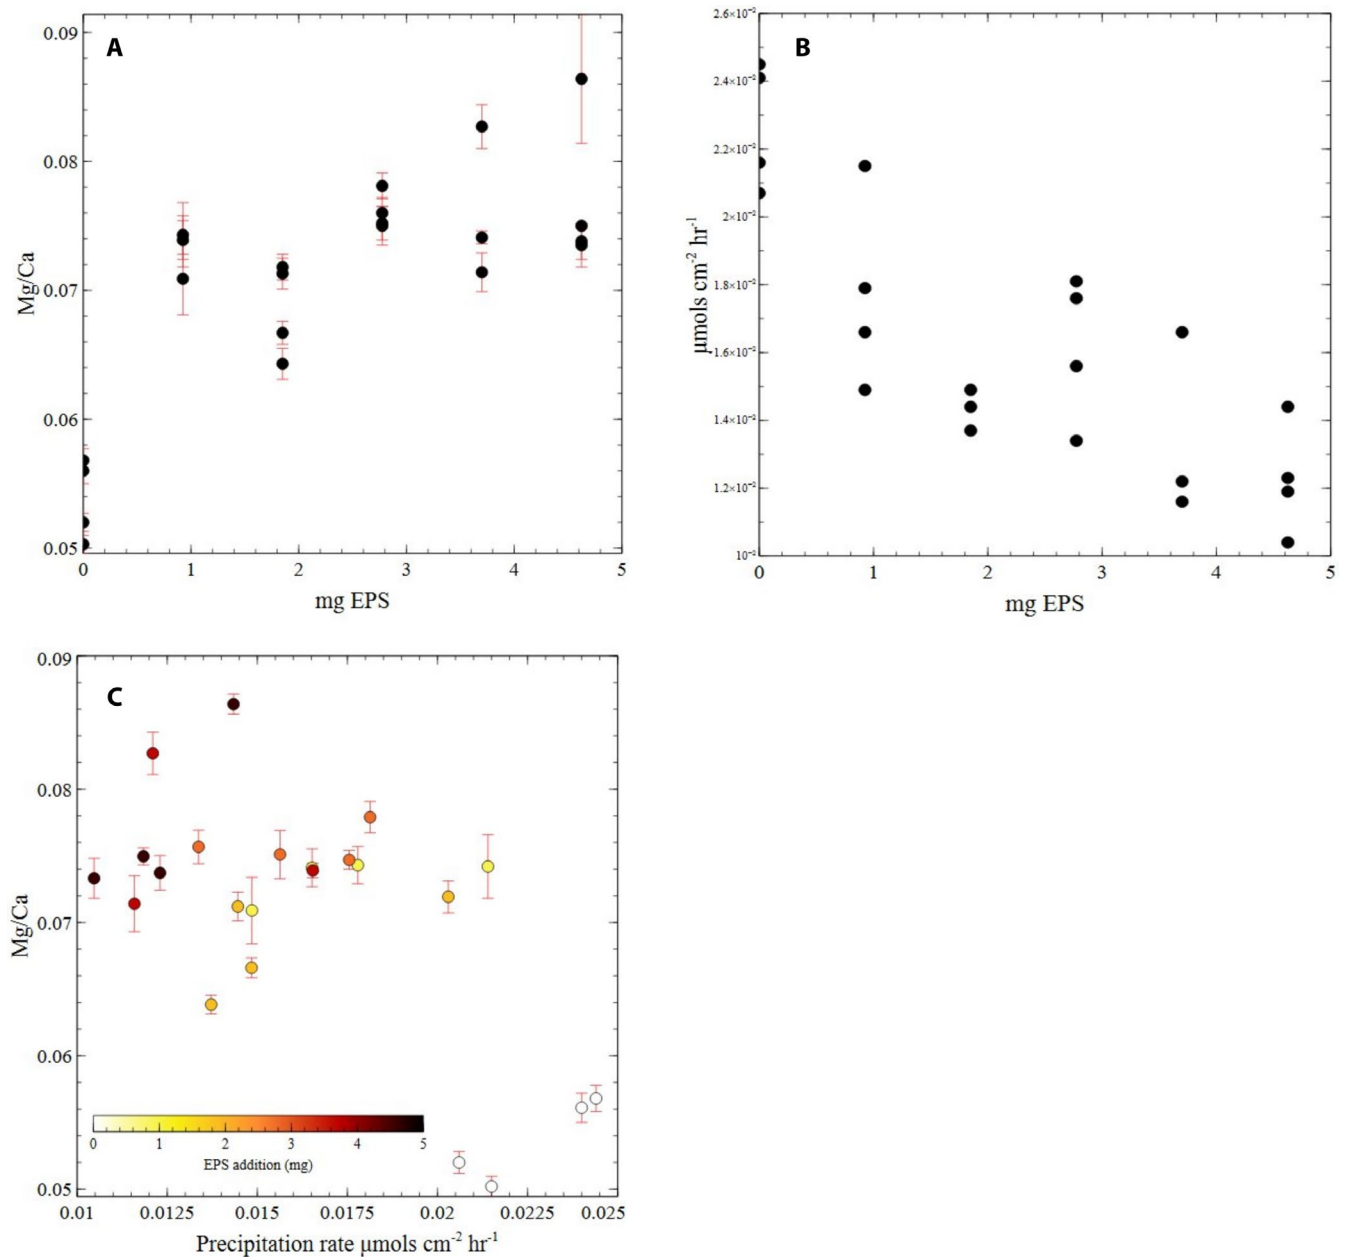 A
0.09
0.08
0.07
0.06
0.05
Mg/Ca
0 1 2 3 4 5
mg EPS
B
2.6×10⁻²
2.4×10⁻²
2.2×10⁻²
2×10⁻²
1.8×10⁻²
1.6×10⁻²
1.4×10⁻²
1.2×10⁻²
10⁻²
μmols cm⁻² hr⁻¹
0 1 2 3 4 5
mg EPS
C
0.09
0.08
0.07
0.06
0.05
Mg/Ca
0 1 2 3 4 5
EPS addition (mg)
0.01 0.0125 0.015 0.0175 0.02 0.0225 0.025
Precipitation rate μmols cm⁻² hr⁻¹